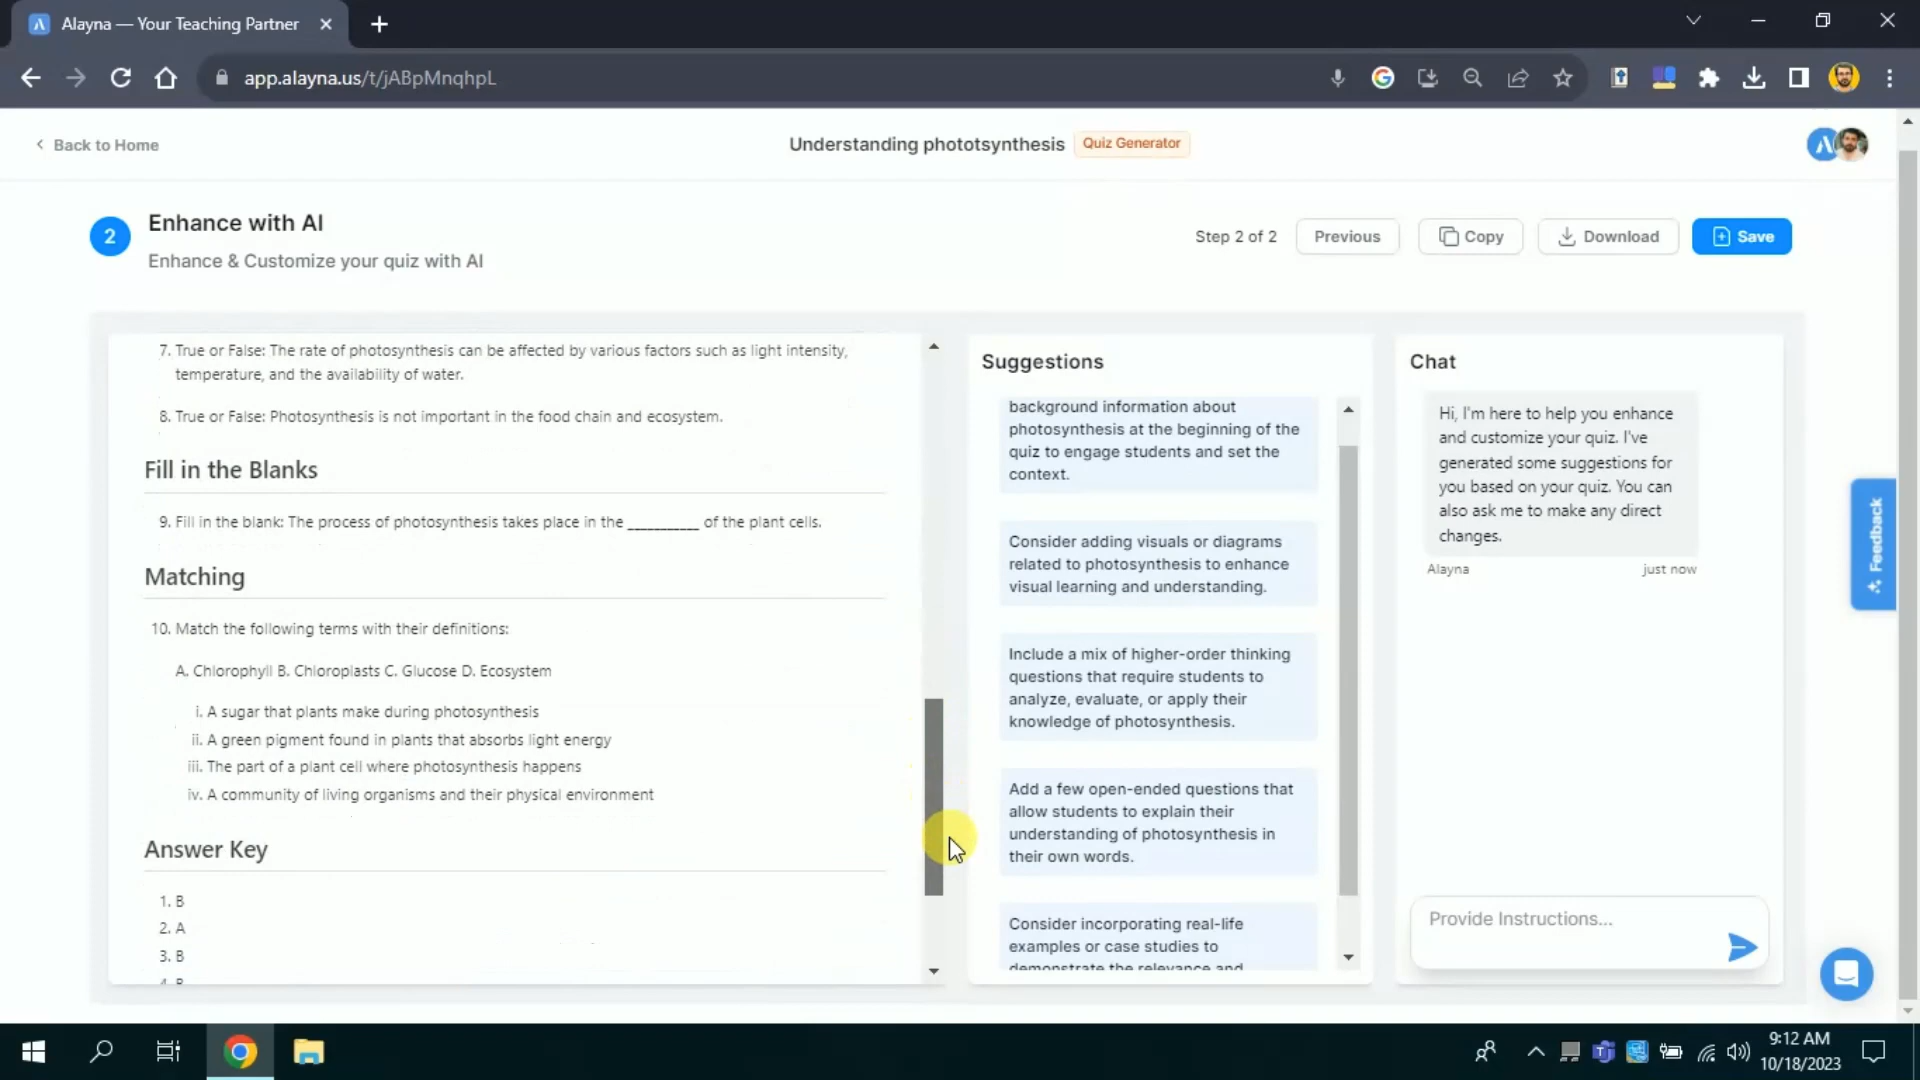 Alayna — Your Teaching Partner
app.alayna.us/t/jABpMnqhpL
Back to Home
Understanding phototsynthesis
Quiz Generator
2
Enhance with AI
Enhance & Customize your quiz with AI
Step 2 of 2
Previous
Copy
Download
Save
7. True or False: The rate of photosynthesis can be affected by various factors such as light intensity,
temperature, and the availability of water.
8. True or False: Photosynthesis is not important in the food chain and ecosystem.
Fill in the Blanks
9. Fill in the blank: The process of photosynthesis takes place in the ___________ of the plant cells.
Matching
10. Match the following terms with their definitions:
A. Chlorophyll B. Chloroplasts C. Glucose D. Ecosystem
i. A sugar that plants make during photosynthesis
ii. A green pigment found in plants that absorbs light energy
iii. The part of a plant cell where photosynthesis happens
iv. A community of living organisms and their physical environment
Answer Key
1. B
2. A
3. B
Suggestions
background information about
photosynthesis at the beginning of the
quiz to engage students and set the
context.
Consider adding visuals or diagrams
related to photosynthesis to enhance
visual learning and understanding.
Include a mix of higher-order thinking
questions that require students to
analyze, evaluate, or apply their
knowledge of photosynthesis.
Add a few open-ended questions that
allow students to explain their
understanding of photosynthesis in
their own words.
Consider incorporating real-life
examples or case studies to
demonstrate the relevance and
Chat
Hi, I'm here to help you enhance
and customize your quiz. I've
generated some suggestions for
you based on your quiz. You can
also ask me to make any direct
changes.
Alayna
just now
Provide Instructions...
Feedback
9:12 AM
10/18/2023